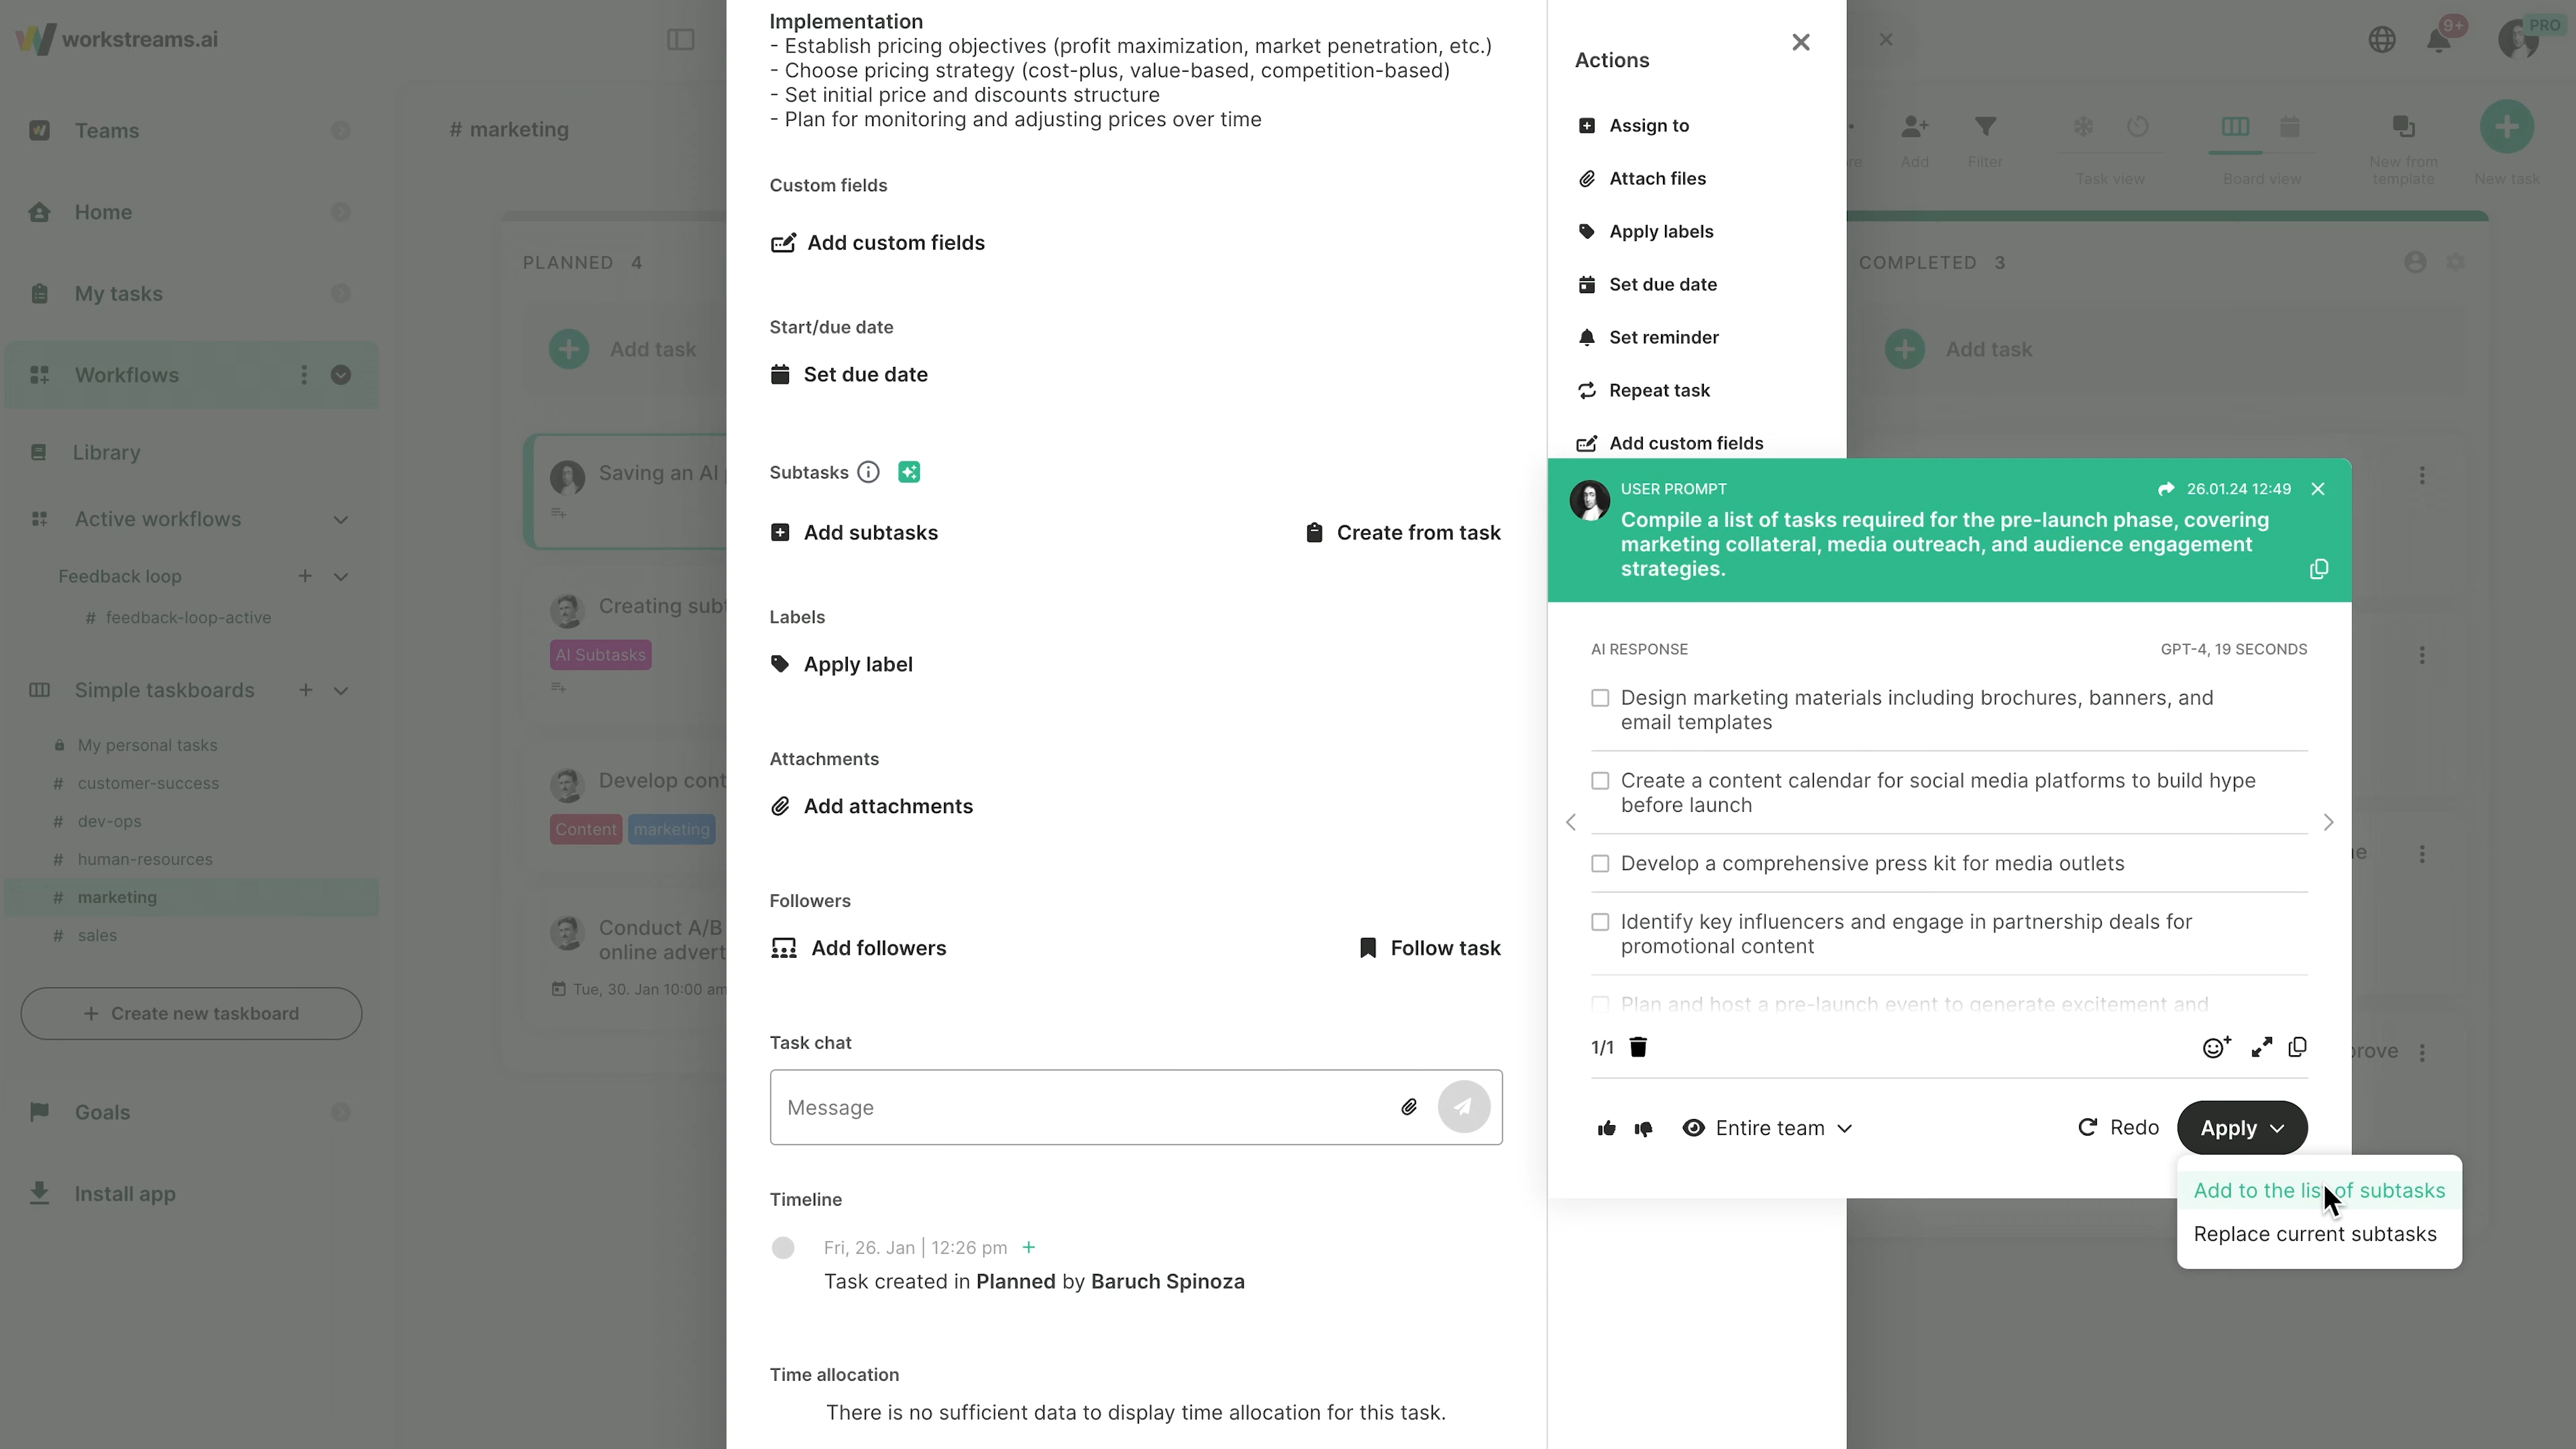 workstreams.ai
Teams
Home
My tasks
Workflows
Library
Active workflows
Feedback loop
# feedback-loop-active
Simple taskboards
My personal tasks
# customer-success
# dev-ops
# human-resources
# marketing
# sales
+ Create new taskboard
Goals
Install app
# marketing
PLANNED 4
Add task
Saving an AI
Creating sub
AI Subtasks
Develop cont
Content marketing
Conduct A/B
online advert
Tue, 30. Jan 10:00 am
Implementation
- Establish pricing objectives (profit maximization, market penetration, etc.)
- Choose pricing strategy (cost-plus, value-based, competition-based)
- Set initial price and discounts structure
- Plan for monitoring and adjusting prices over time
Custom fields
Add custom fields
Start/due date
Set due date
Subtasks
Add subtasks
Create from task
Labels
Apply label
Attachments
Add attachments
Followers
Add followers
Follow task
Task chat
Message
Timeline
Fri, 26. Jan | 12:26 pm +
Task created in Planned by Baruch Spinoza
Time allocation
There is no sufficient data to display time allocation for this task.
Actions
Assign to
Attach files
Apply labels
Set due date
Set reminder
Repeat task
Add custom fields
USER PROMPT
26.01.24 12:49
Compile a list of tasks required for the pre-launch phase, covering
marketing collateral, media outreach, and audience engagement
strategies.
AI RESPONSE
GPT-4, 19 SECONDS
Design marketing materials including brochures, banners, and
email templates
Create a content calendar for social media platforms to build hype
before launch
Develop a comprehensive press kit for media outlets
Identify key influencers and engage in partnership deals for
promotional content
Plan and host a pre-launch event to generate excitement and
1/1
Entire team
Redo
Apply
Add to the list of subtasks
Replace current subtasks
9+
PRO
Add
Filter
Task view
Board view
New from
template
New task
COMPLETED 3
Add task